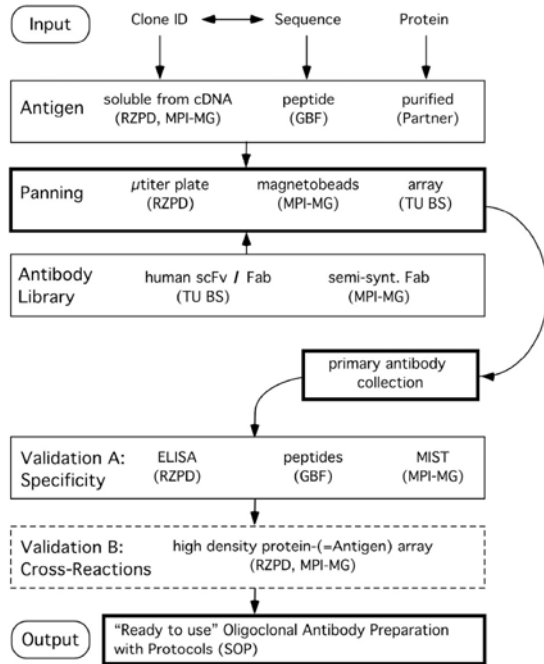 Input
Clone ID
Sequence
Protein
Antigen
soluble from cDNA
(RZPD, MPI-MG)
peptide
(GBF)
purified
(Partner)
Panning
µtiter plate
(RZPD)
magnetobeads
(MPI-MG)
array
(TU BS)
Antibody
Library
human scFv / Fab
(TU BS)
semi-synt. Fab
(MPI-MG)
primary antibody
collection
Validation A:
Specificity
ELISA
(RZPD)
peptides
(GBF)
MIST
(MPI-MG)
Validation B:
Cross-Reactions
high density protein-(=Antigen) array
(RZPD, MPI-MG)
Output
“Ready to use” Oligoclonal Antibody Preparation
with Protocols (SOP)